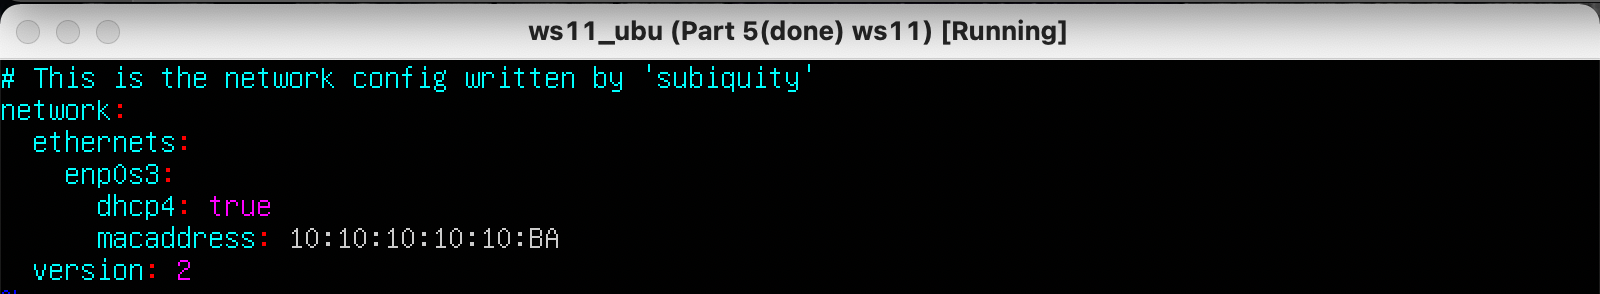 ws11_ubu (Part 5(done) ws11) [Running]
# This is the network config written by 'subiquity'
network:
  ethernets:
    enp0s3:
      dhcp4: true
      macaddress: 10:10:10:10:10:BA
  version: 2